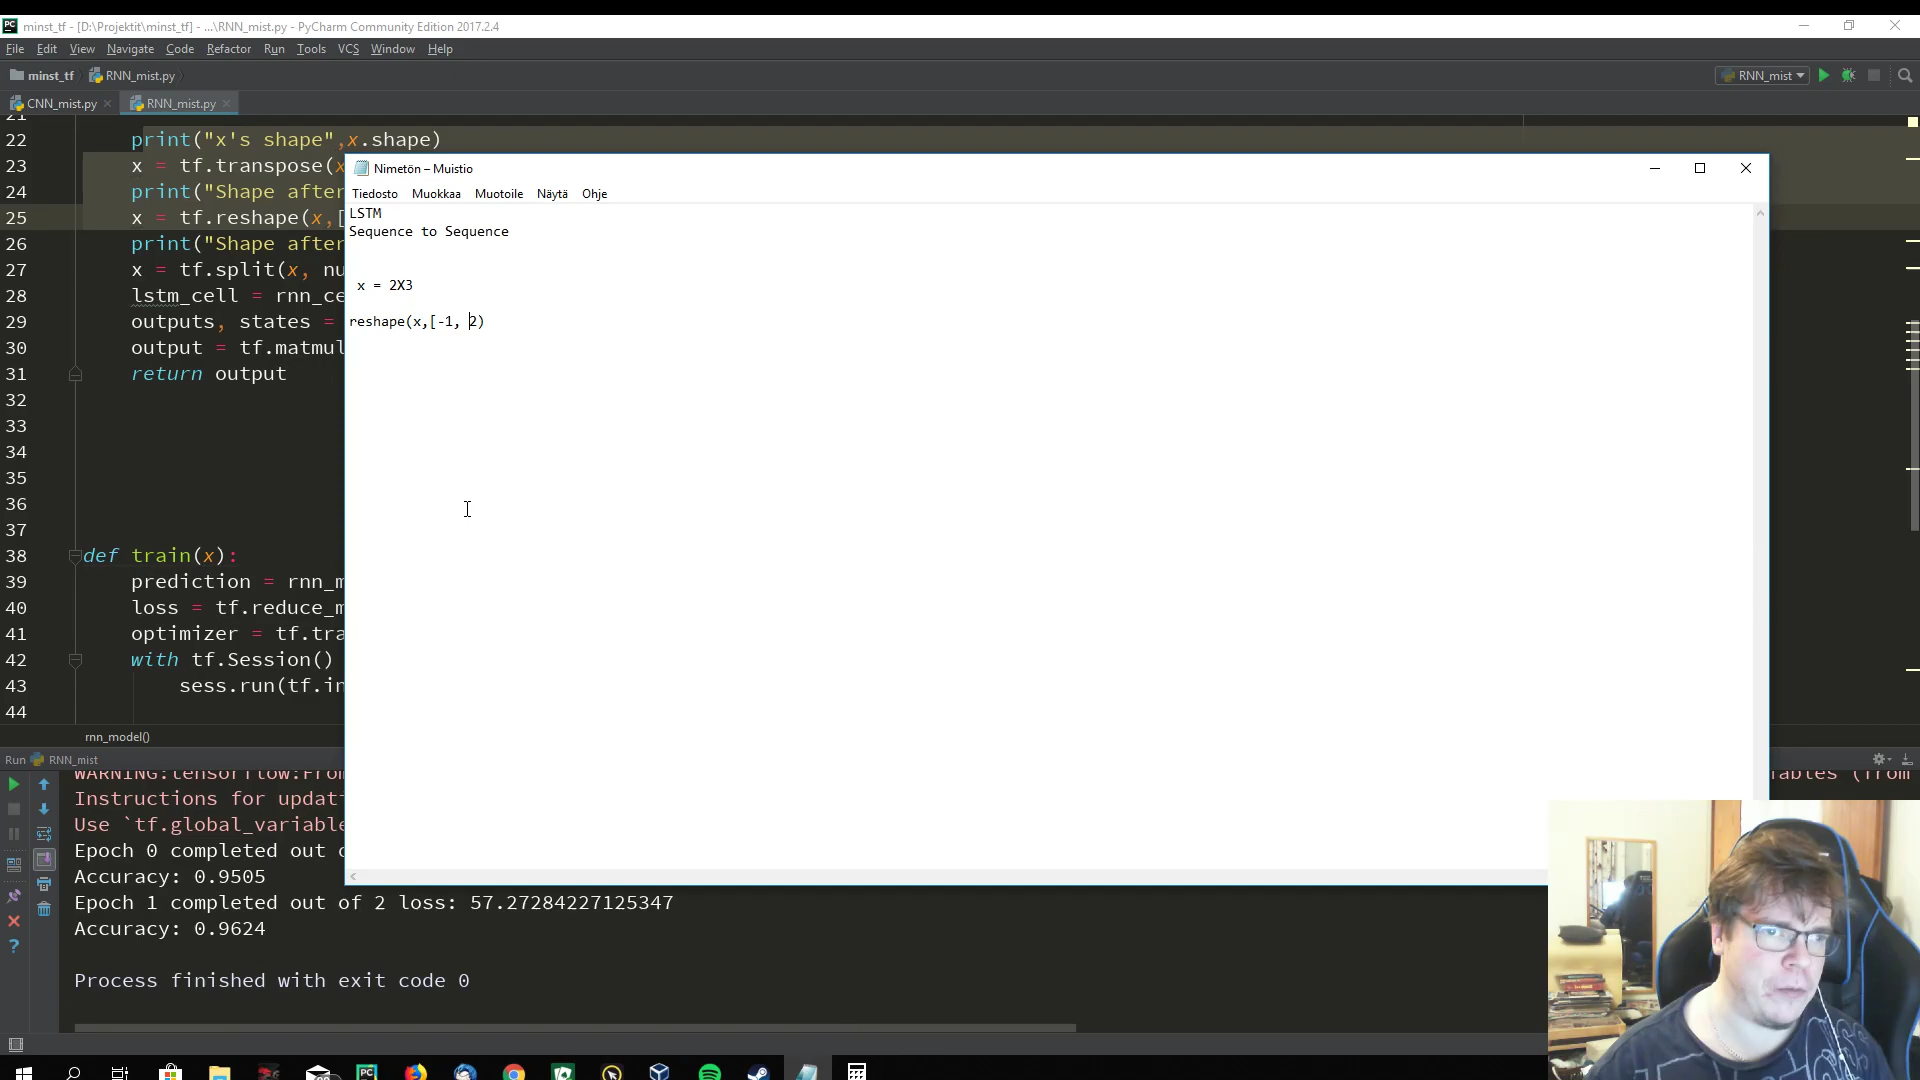 minst_tf - [D:\Projektit\minst_tf] - ...\RNN_mist.py - PyCharm Community Edition 2017.2.4
File Edit View Navigate Code Refactor Run Tools VCS Window Help
minst_tf RNN_mist.py RNN_mist
CNN_mist.py RNN_mist.py
21
22 print("x's shape",x.shape)
23 x = tf.transpose(x
24 print("Shape after
25 x = tf.reshape(x,[
26 print("Shape after
27 x = tf.split(x, nu
28 lstm_cell = rnn_ce
29 outputs, states =
30 output = tf.matmul
31 return output
32
33
34
35
36
37
38 def train(x):
39 prediction = rnn_m
40 loss = tf.reduce_m
41 optimizer = tf.tra
42 with tf.Session()
43 sess.run(tf.in
44
rnn_model()
Nimetön – Muistio
Tiedosto Muokkaa Muotoile Näytä Ohje
LSTM
Sequence to Sequence
x = 2X3
reshape(x,[-1, 2)
Run RNN_mist
WARNING:tensorflow:From
iables (from
Instructions for updati
Use `tf.global_variable
Epoch 0 completed out o
Accuracy: 0.9505
Epoch 1 completed out of 2 loss: 57.27284227125347
Accuracy: 0.9624
Process finished with exit code 0